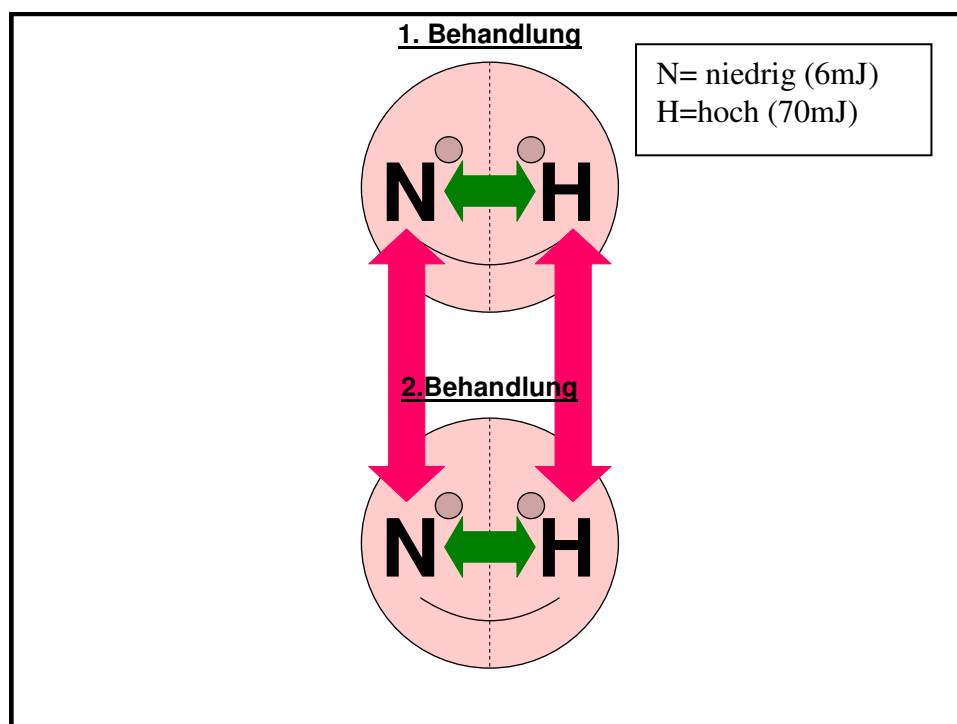 1. Behandlung
N= niedrig (6mJ)
H=hoch (70mJ)
N H
2.Behandlung
N H